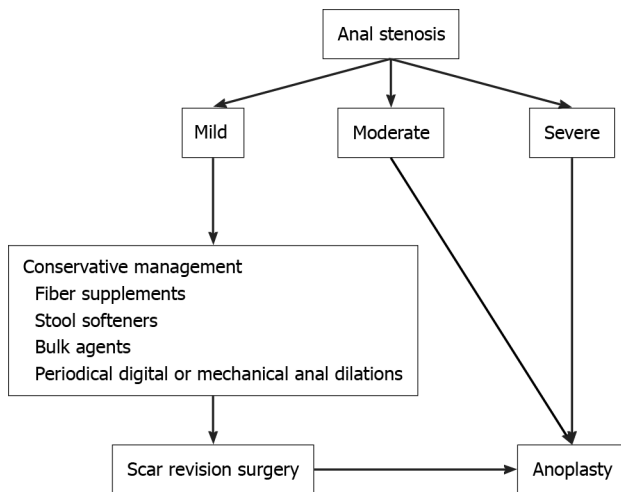 Anal stenosis
Mild
Moderate
Severe
Conservative management
Fiber supplements
Stool softeners
Bulk agents
Periodical digital or mechanical anal dilations
Scar revision surgery
Anoplasty